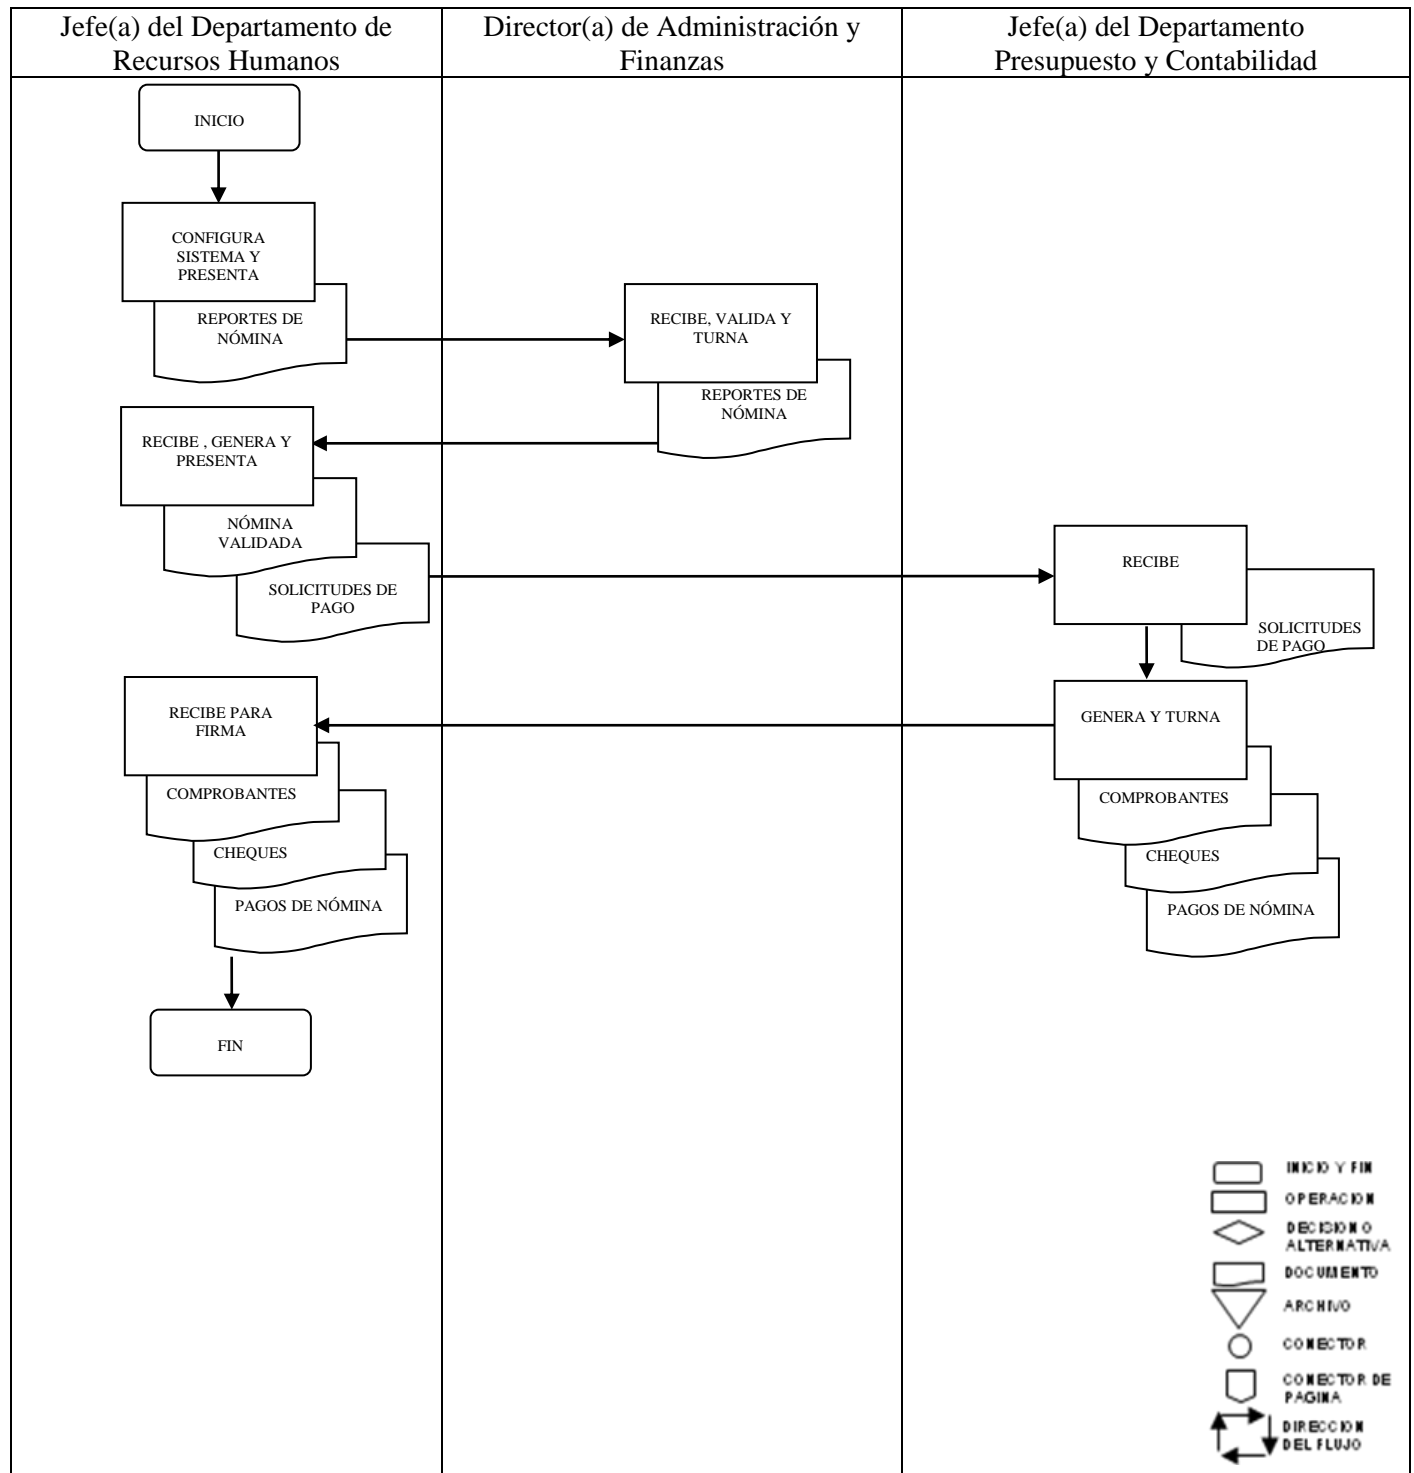 Jefe(a) del Departamento de
Recursos Humanos
Director(a) de Administración y
Finanzas
Jefe(a) del Departamento
Presupuesto y Contabilidad
INICIO
CONFIGURA
SISTEMA Y
PRESENTA
REPORTES DE
NÓMINA
RECIBE, VALIDA Y
TURNA
REPORTES DE
NÓMINA
RECIBE , GENERA Y
PRESENTA
NÓMINA
VALIDADA
SOLICITUDES DE
PAGO
RECIBE
SOLICITUDES
DE PAGO
GENERA Y TURNA
COMPROBANTES
CHEQUES
PAGOS DE NÓMINA
RECIBE PARA
FIRMA
COMPROBANTES
CHEQUES
PAGOS DE NÓMINA
FIN
INICIO Y FIN
OPERACION
DECISION O
ALTERNATIVA
DOCUMENTO
ARCHIVO
CONECTOR
CONECTOR DE
PAGINA
DIRECCION
DEL FLUJO